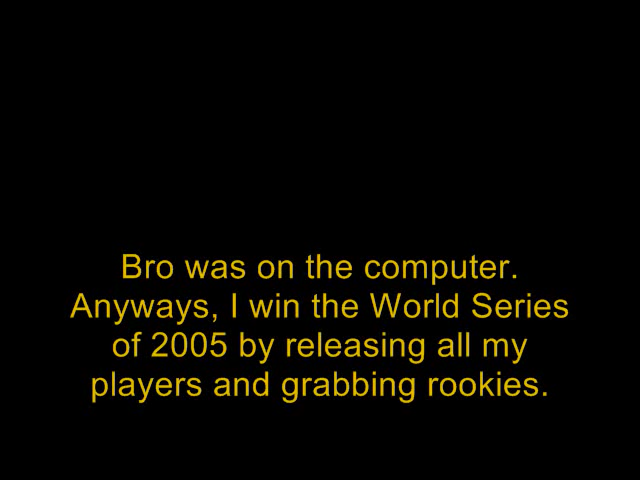 Bro was on the computer.
Anyways, I win the World Series
of 2005 by releasing all my
players and grabbing rookies.